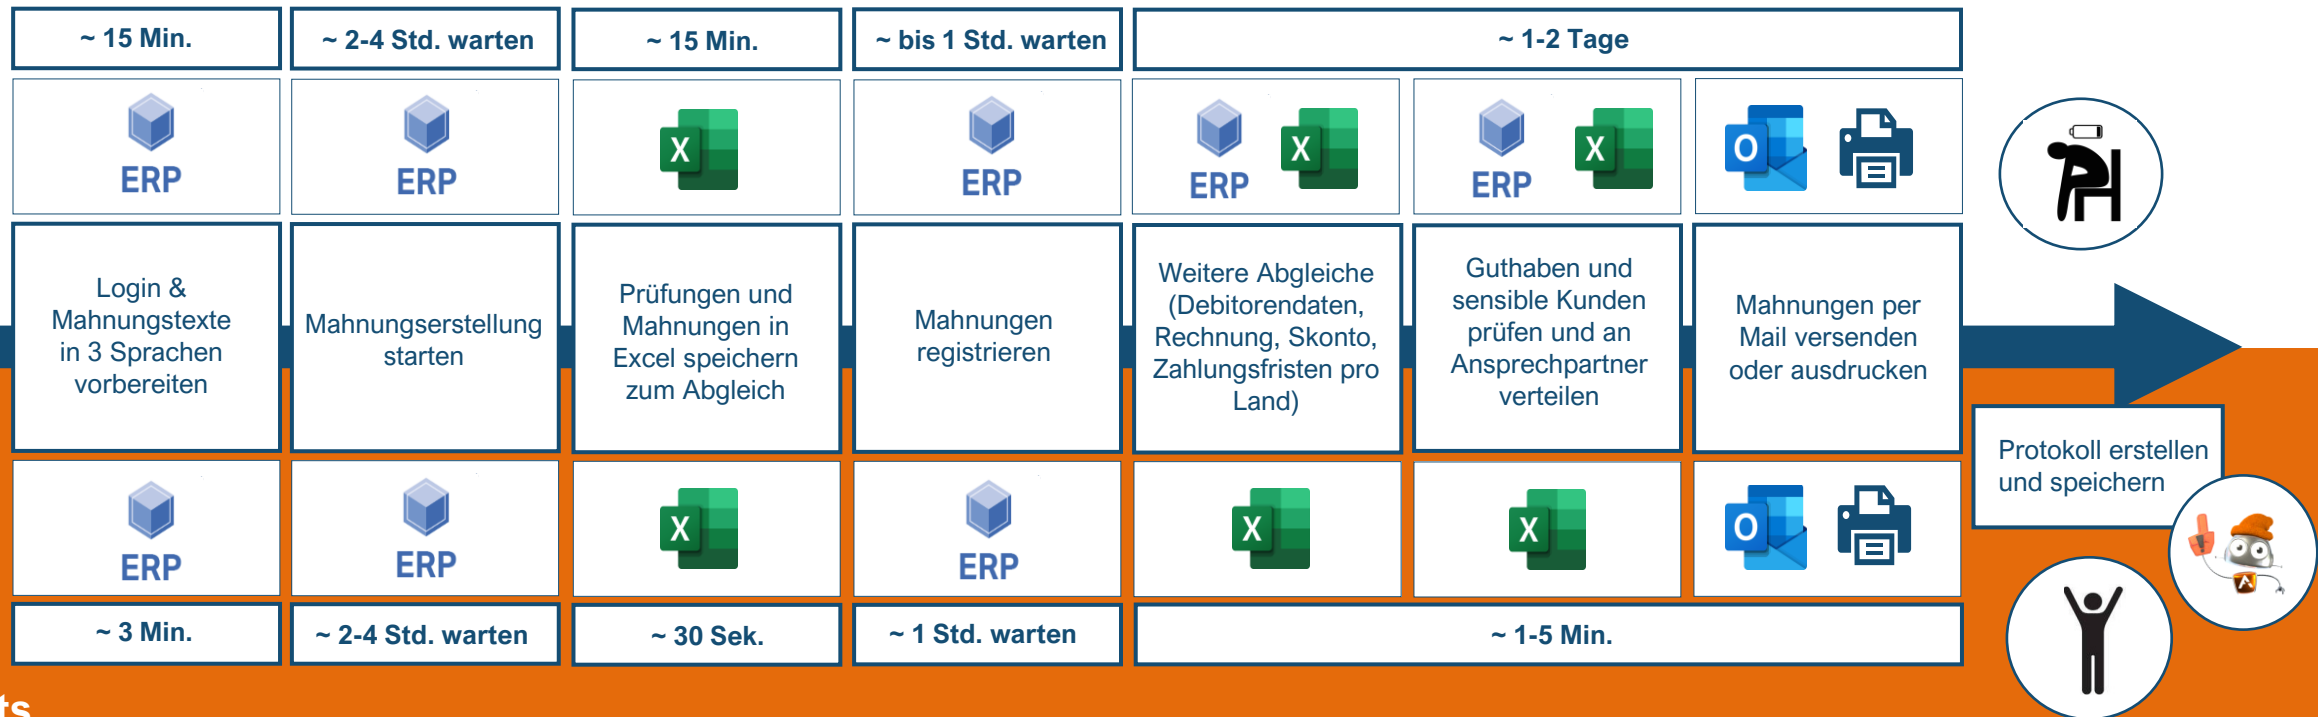 ~ 15 Min.
~ 2-4 Std. warten
~ 15 Min.
~ bis 1 Std. warten
~ 1-2 Tage
ERP
ERP
X
ERP
ERP
X
ERP
X
O
Login &
Mahnungstexte
in 3 Sprachen
vorbereiten
Mahnungserstellung
starten
Prüfungen und
Mahnungen in
Excel speichern
zum Abgleich
Mahnungen
registrieren
Weitere Abgleiche
(Debitorendaten,
Rechnung, Skonto,
Zahlungsfristen pro
Land)
Guthaben und
sensible Kunden
prüfen und an
Ansprechpartner
verteilen
Mahnungen per
Mail versenden
oder ausdrucken
Protokoll erstellen
und speichern
ERP
ERP
X
ERP
X
X
O
~ 3 Min.
~ 2-4 Std. warten
~ 30 Sek.
~ 1 Std. warten
~ 1-5 Min.
ts